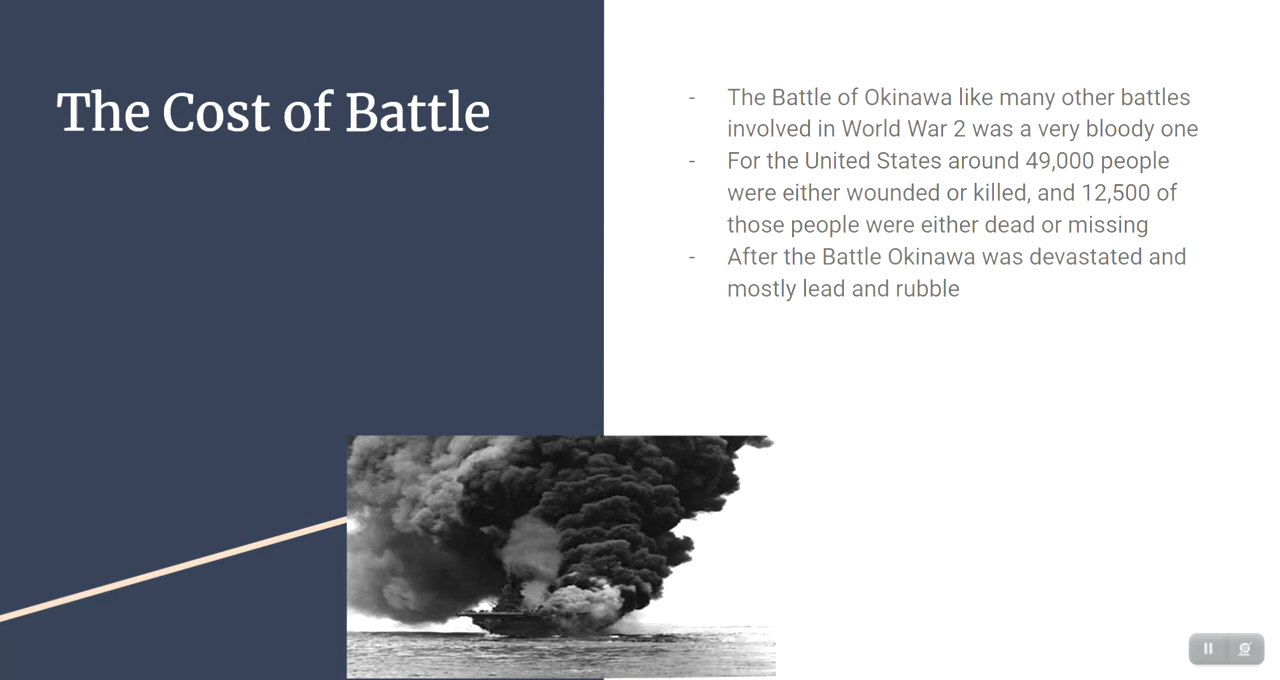 The Cost of Battle
- The Battle of Okinawa like many other battles
involved in World War 2 was a very bloody one
- For the United States around 49,000 people
were either wounded or killed, and 12,500 of
those people were either dead or missing
- After the Battle Okinawa was devastated and
mostly lead and rubble